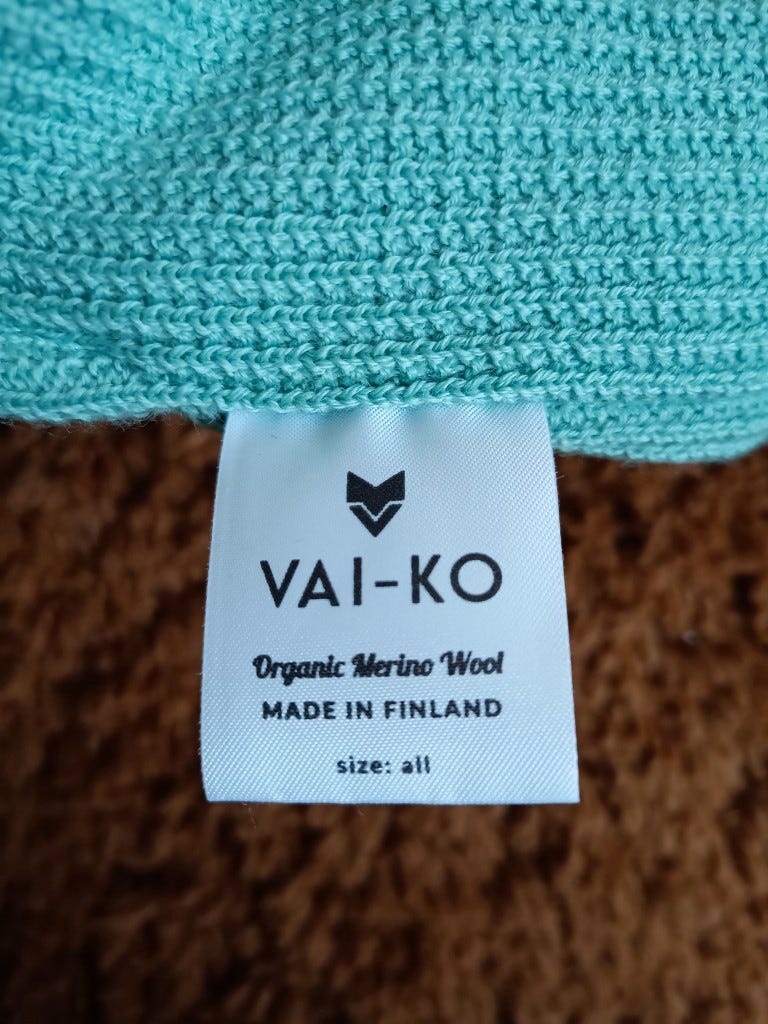 VAI-KO
Organic Merino Wool
MADE IN FINLAND
size: all